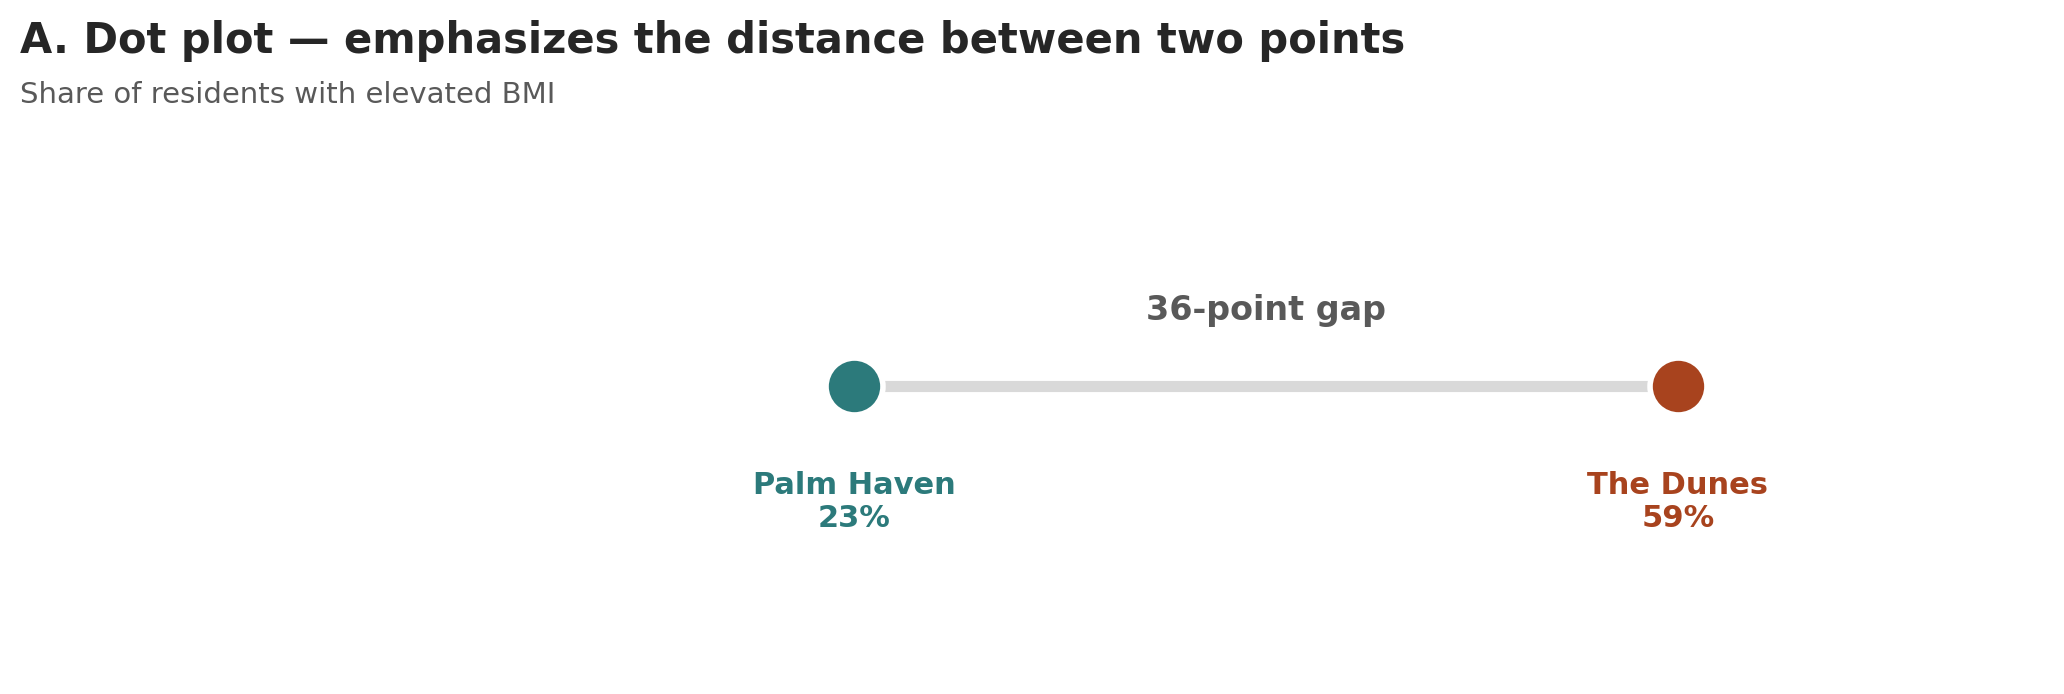 A. Dot plot — emphasizes the distance between two points
Share of residents with elevated BMI
36-point gap
Palm Haven
23%
The Dunes
59%